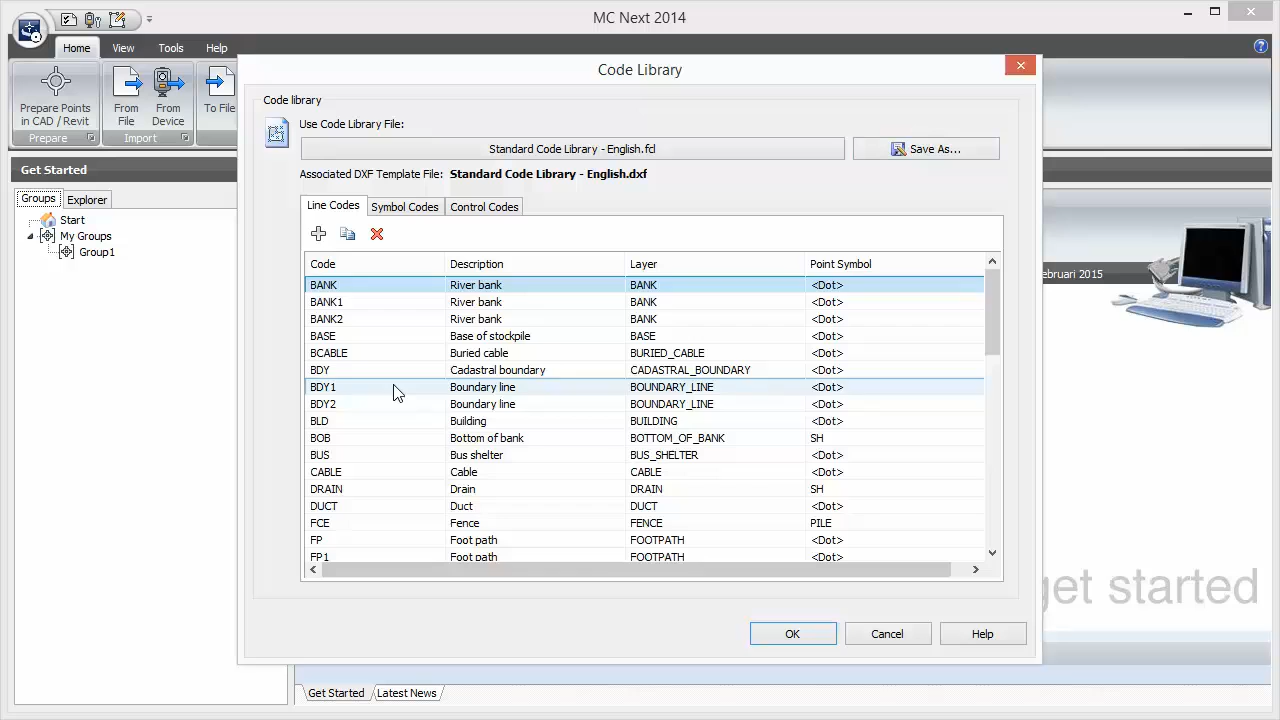 MC Next 2014
Home View Tools Help
Prepare Points
in CAD / Revit
From
File
From
Device
To File
Prepare
Import
Get Started
Groups Explorer
Start
My Groups
Group1
Code Library
Code library
Use Code Library File:
Standard Code Library - English.fcl
Save As...
Associated DXF Template File: Standard Code Library - English.dxf
Line Codes Symbol Codes Control Codes
Code Description Layer Point Symbol
BANK River bank BANK <Dot>
BANK1 River bank BANK <Dot>
BANK2 River bank BANK <Dot>
BASE Base of stockpile BASE <Dot>
BCABLE Buried cable BURIED_CABLE <Dot>
BDY Cadastral boundary CADASTRAL_BOUNDARY <Dot>
BDY1 Boundary line BOUNDARY_LINE <Dot>
BDY2 Boundary line BOUNDARY_LINE <Dot>
BLD Building BUILDING <Dot>
BOB Bottom of bank BOTTOM_OF_BANK SH
BUS Bus shelter BUS_SHELTER <Dot>
CABLE Cable CABLE <Dot>
DRAIN Drain DRAIN SH
DUCT Duct DUCT <Dot>
FCE Fence FENCE PILE
FP Foot path FOOTPATH <Dot>
FP1 Foot path FOOTPATH <Dot>
OK Cancel Help
ebruari 2015
get started
Get Started Latest News